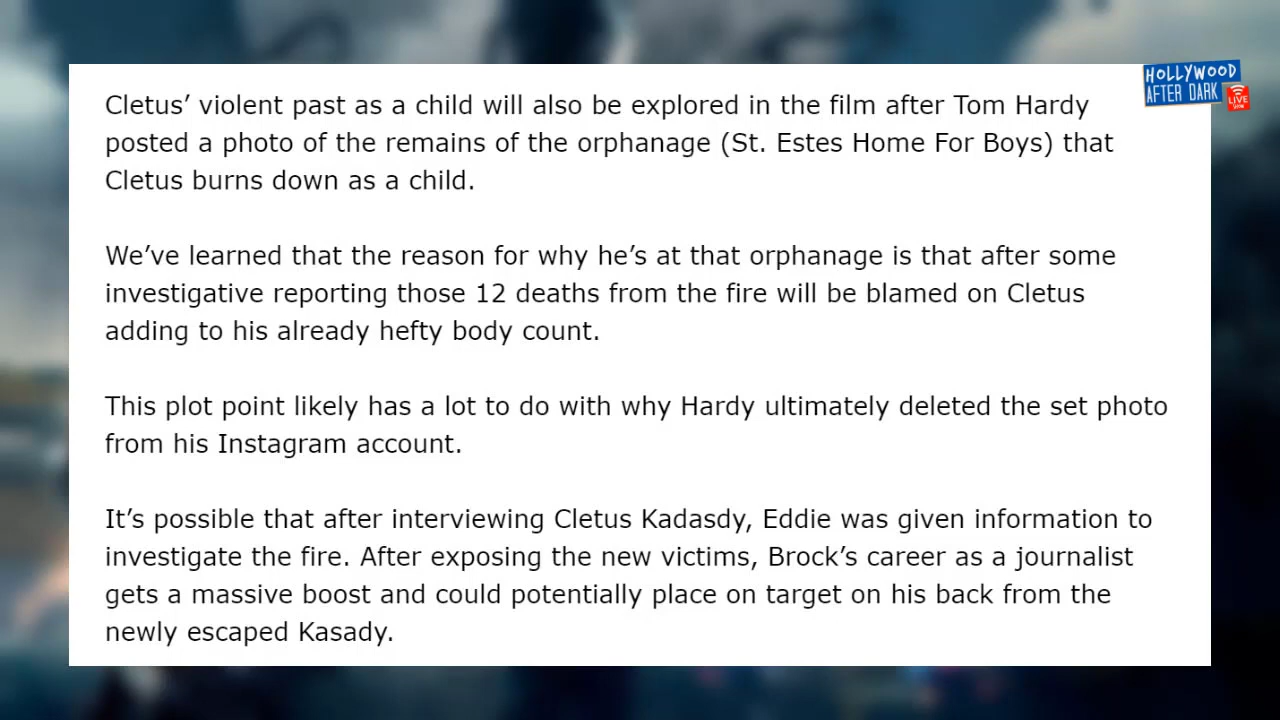 HOLLYWOOD
AFTER DARK
LIVE
SHOW
Cletus’ violent past as a child will also be explored in the film after Tom Hardy
posted a photo of the remains of the orphanage (St. Estes Home For Boys) that
Cletus burns down as a child.
We’ve learned that the reason for why he’s at that orphanage is that after some
investigative reporting those 12 deaths from the fire will be blamed on Cletus
adding to his already hefty body count.
This plot point likely has a lot to do with why Hardy ultimately deleted the set photo
from his Instagram account.
It’s possible that after interviewing Cletus Kadasdy, Eddie was given information to
investigate the fire. After exposing the new victims, Brock’s career as a journalist
gets a massive boost and could potentially place on target on his back from the
newly escaped Kasady.